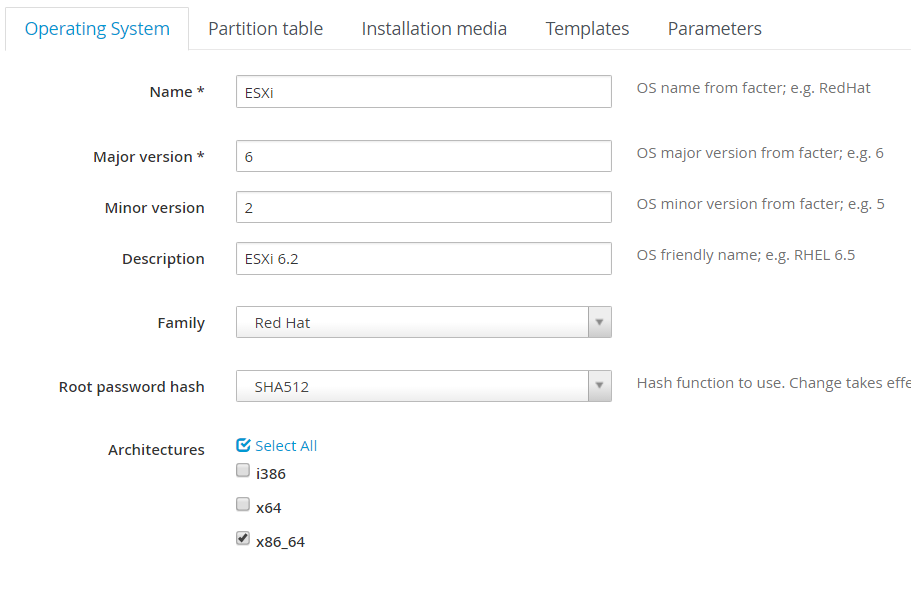 Operating System Partition table Installation media Templates Parameters
Name * ESXi OS name from facter; e.g. RedHat
Major version * 6 OS major version from facter; e.g. 6
Minor version 2 OS minor version from facter; e.g. 5
Description ESXi 6.2 OS friendly name; e.g. RHEL 6.5
Family Red Hat
Root password hash SHA512 Hash function to use. Change takes effe
Architectures Select All
i386
x64
x86_64